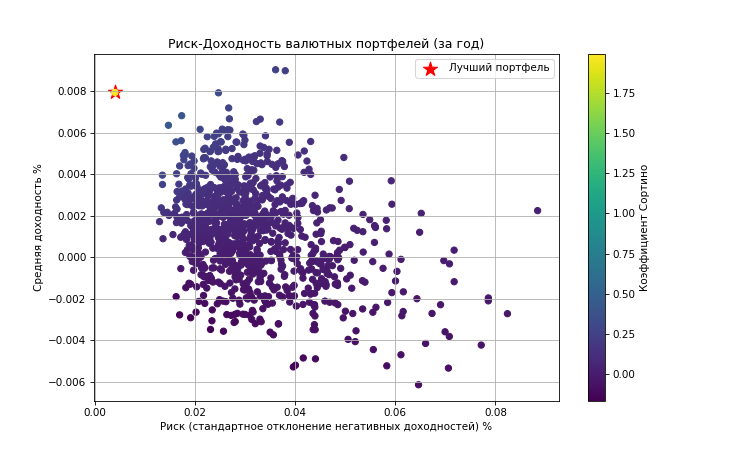 Риск-Доходность валютных портфелей (за год)
Лучший портфель
Средняя доходность %
0.008
0.006
0.004
0.002
0.000
−0.002
−0.004
−0.006
0.00 0.02 0.04 0.06 0.08
Риск (стандартное отклонение негативных доходностей) %
1.75
1.50
1.25
1.00
0.75
0.50
0.25
0.00
Коэффициент Сортино